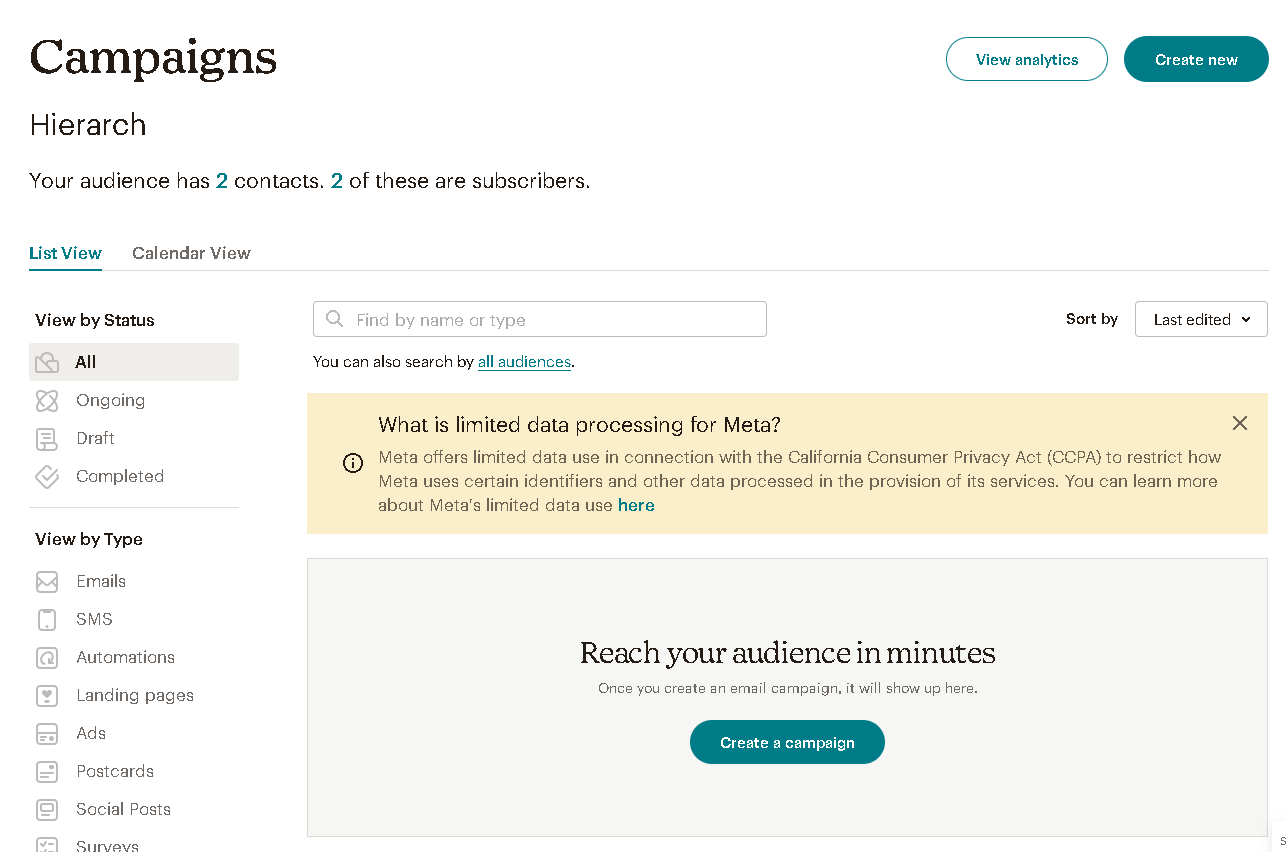 Campaigns
View analytics
Create new
Hierarch
Your audience has 2 contacts. 2 of these are subscribers.
List View
Calendar View
View by Status
All
Ongoing
Draft
Completed
View by Type
Emails
SMS
Automations
Landing pages
Ads
Postcards
Social Posts
Surveys
Find by name or type
Sort by
Last edited
You can also search by all audiences.
What is limited data processing for Meta?
Meta offers limited data use in connection with the California Consumer Privacy Act (CCPA) to restrict how
Meta uses certain identifiers and other data processed in the provision of its services. You can learn more
about Meta's limited data use here
Reach your audience in minutes
Once you create an email campaign, it will show up here.
Create a campaign